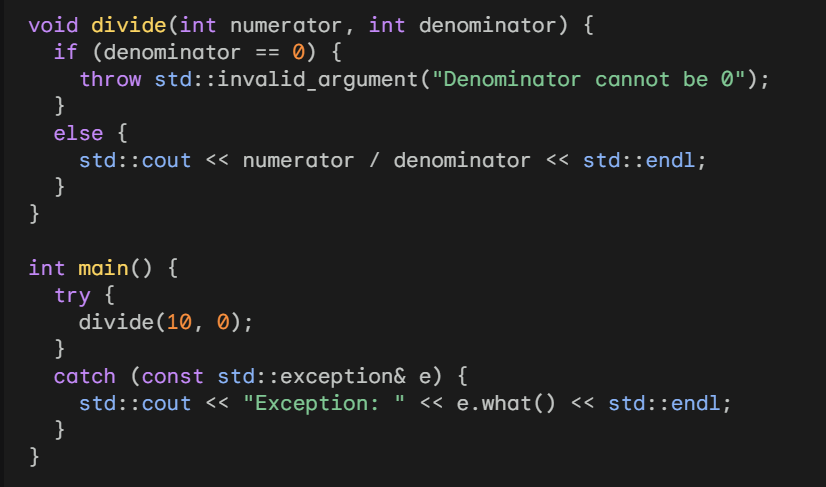 void divide(int numerator, int denominator) {
  if (denominator == 0) {
    throw std::invalid_argument("Denominator cannot be 0");
  }
  else {
    std::cout << numerator / denominator << std::endl;
  }
}

int main() {
  try {
    divide(10, 0);
  }
  catch (const std::exception& e) {
    std::cout << "Exception: " << e.what() << std::endl;
  }
}